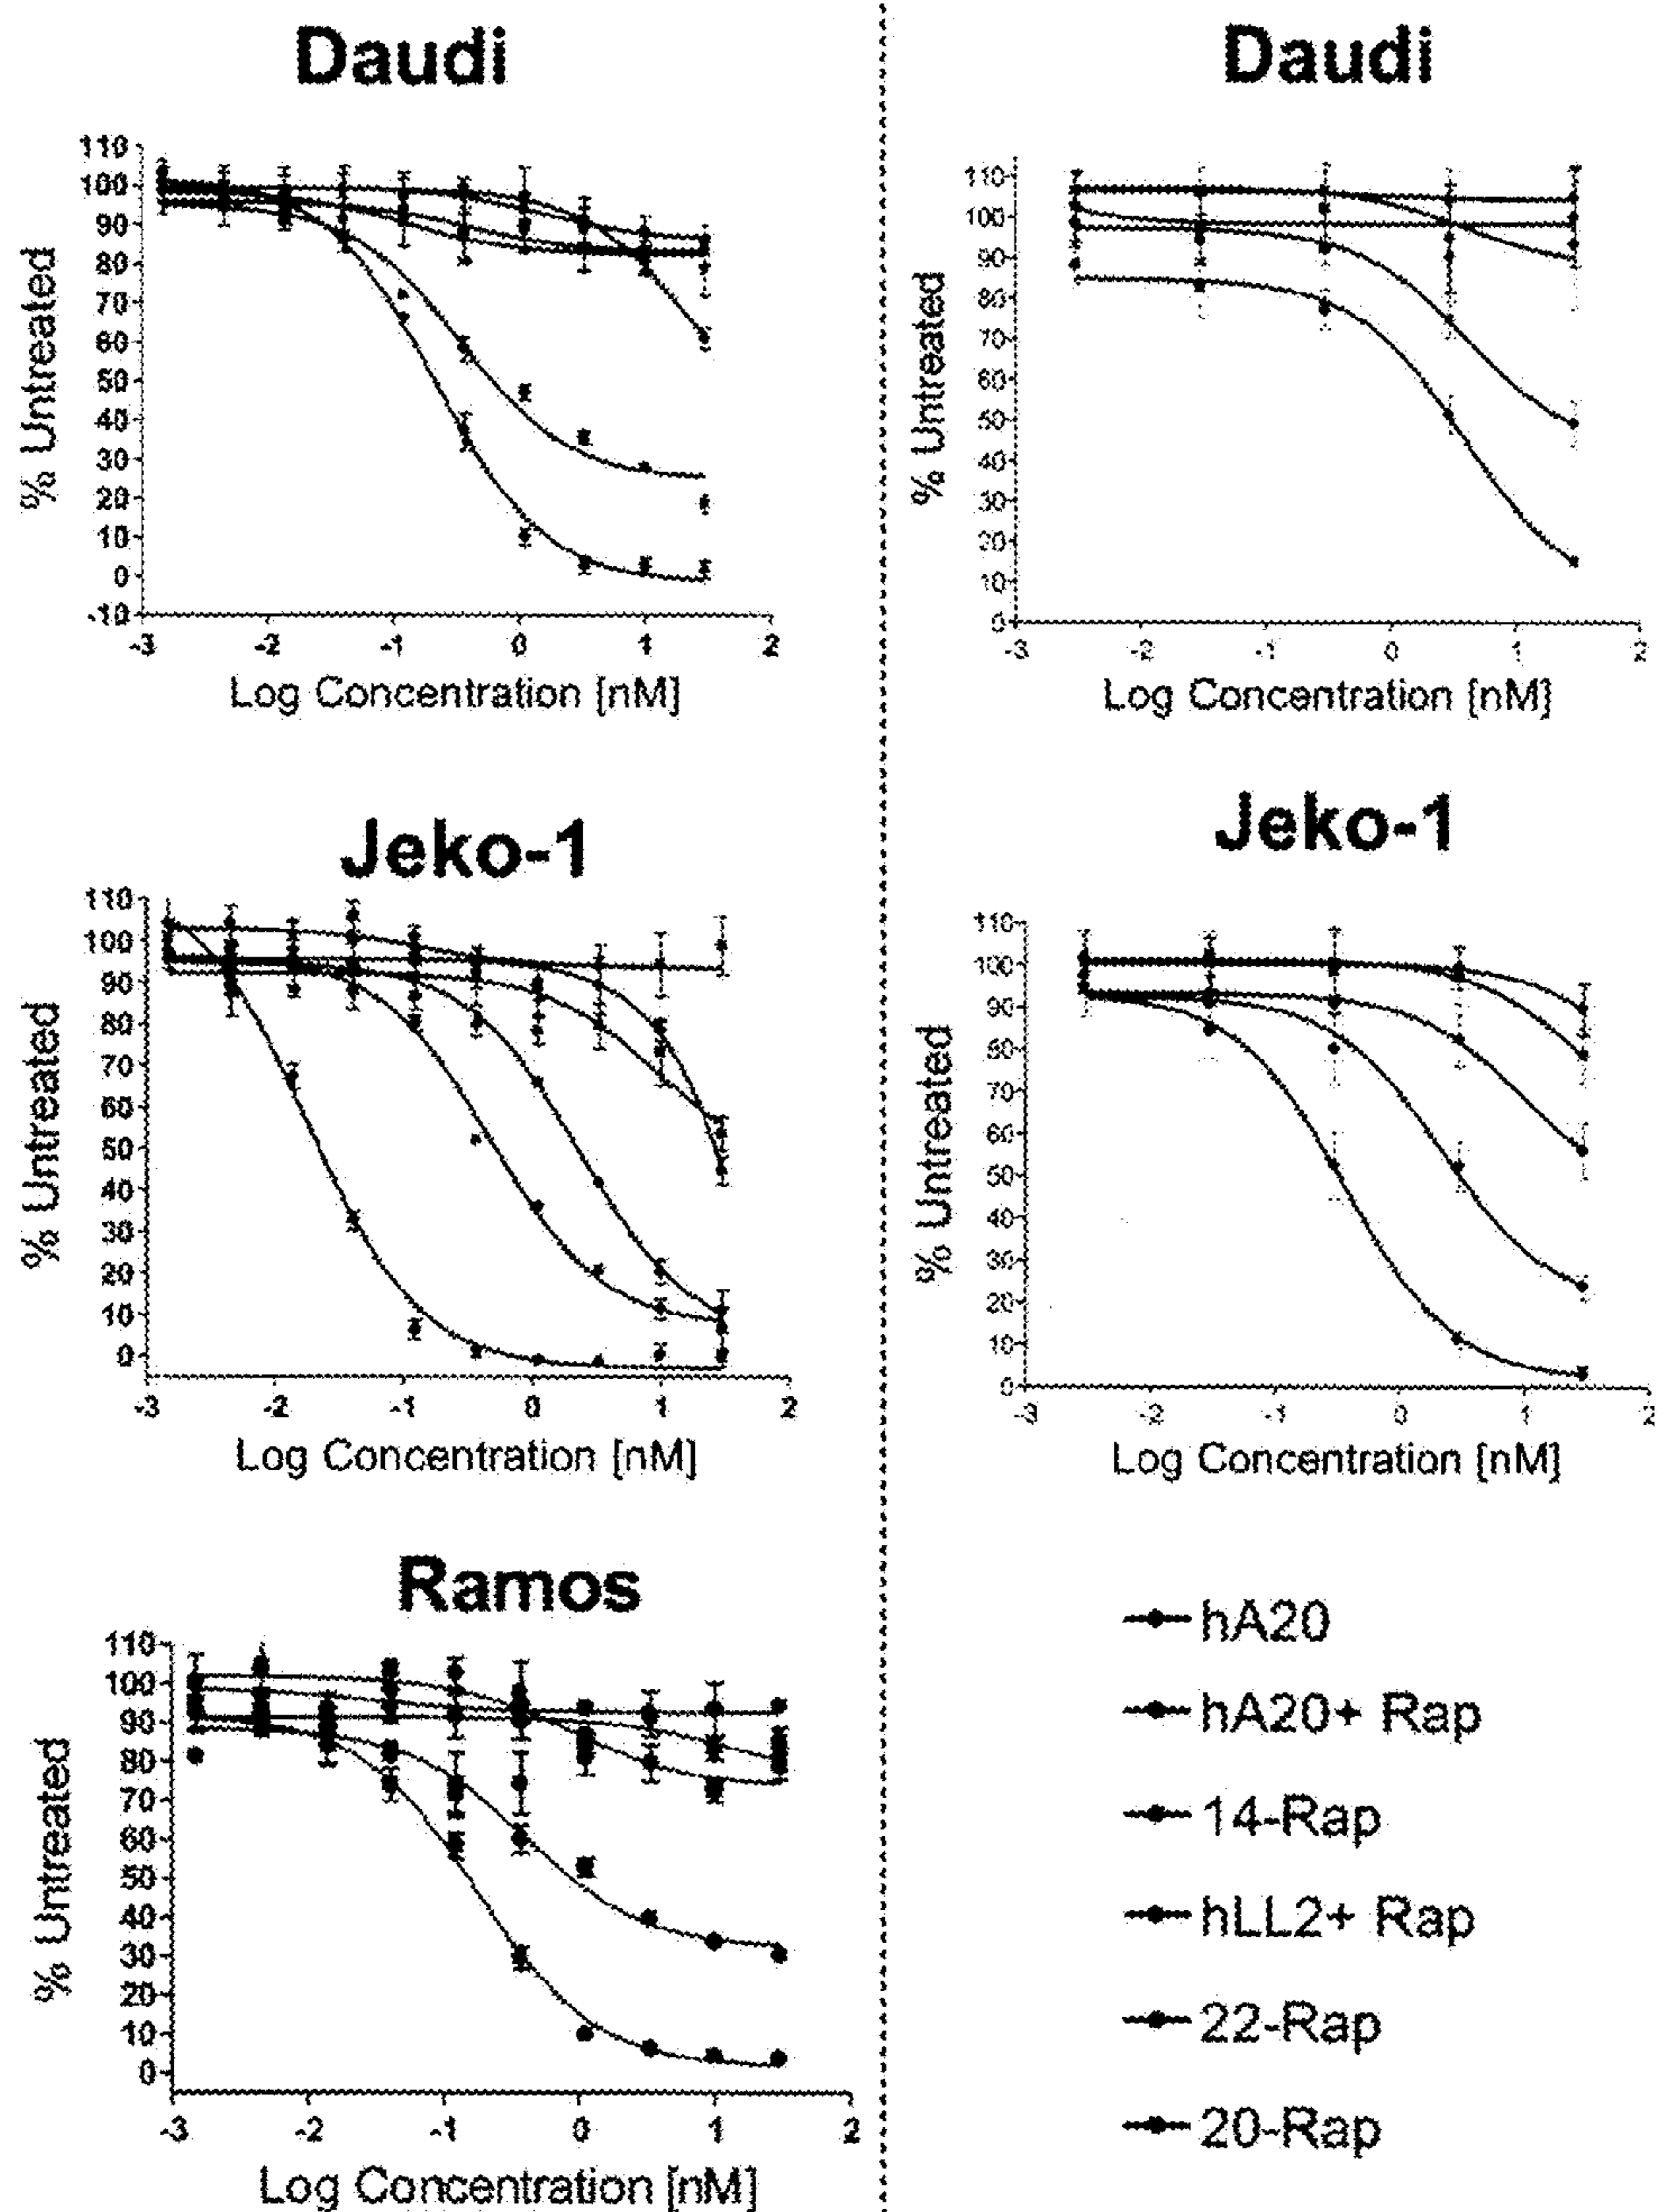 Daudi
110
100
90
80
70
60
50
40
30
20
10
0
-10
% Untreated
-3 -2 -1 0 1 2
Log Concentration [nM]
Daudi
110
100
90
80
70
60
50
40
30
20
10
0
% Untreated
-3 -2 -1 0 1 2
Log Concentration [nM]
Jeko-1
110
100
90
80
70
60
50
40
30
20
10
0
% Untreated
-3 -2 -1 0 1 2
Log Concentration [nM]
Jeko-1
110
100
90
80
70
60
50
40
30
20
10
0
% Untreated
-3 -2 -1 0 1 2
Log Concentration [nM]
Ramos
110
100
90
80
70
60
50
40
30
20
10
0
% Untreated
-3 -2 -1 0 1 2
Log Concentration [nM]
hA20
hA20+ Rap
14-Rap
hLL2+ Rap
22-Rap
20-Rap